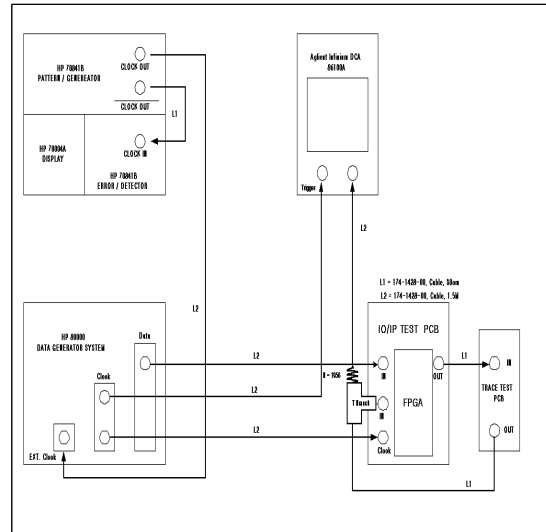 HP 70841B
PATTERN / GENEREATOR
CLOCK OUT
CLOCK OUT
L1
CLOCK IN
HP 70004A
DISPLAY
HP 70841B
ERROR / DETECTOR
Agilent Infinium DCA
86100A
Trigger
L2
L1 = 174-1428-00, Cable, 30cm
L2 = 174-1428-00, Cable, 1.5M
L2
HP 80000
DATA GENERATOR SYSTEM
Data
Clock
EXT. Clock
L2
L2
L2
IO/IP TEST PCB
IN
OUT
FPGA
T Branch
IN
Clock
L1
IN
TRACE TEST
PCB
OUT
L1